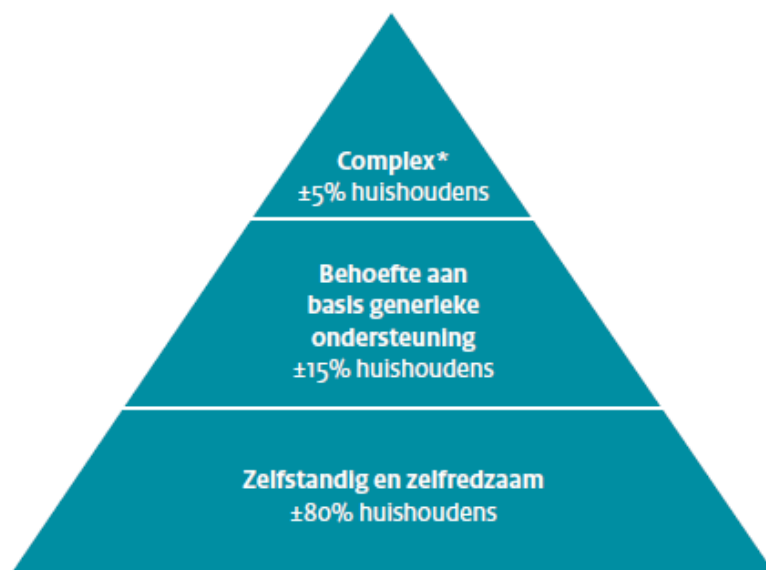 Complex*
±5% huishoudens
Behoefte aan
basis generieke
ondersteuning
±15% huishoudens
Zelfstandig en zelfredzaam
±80% huishoudens